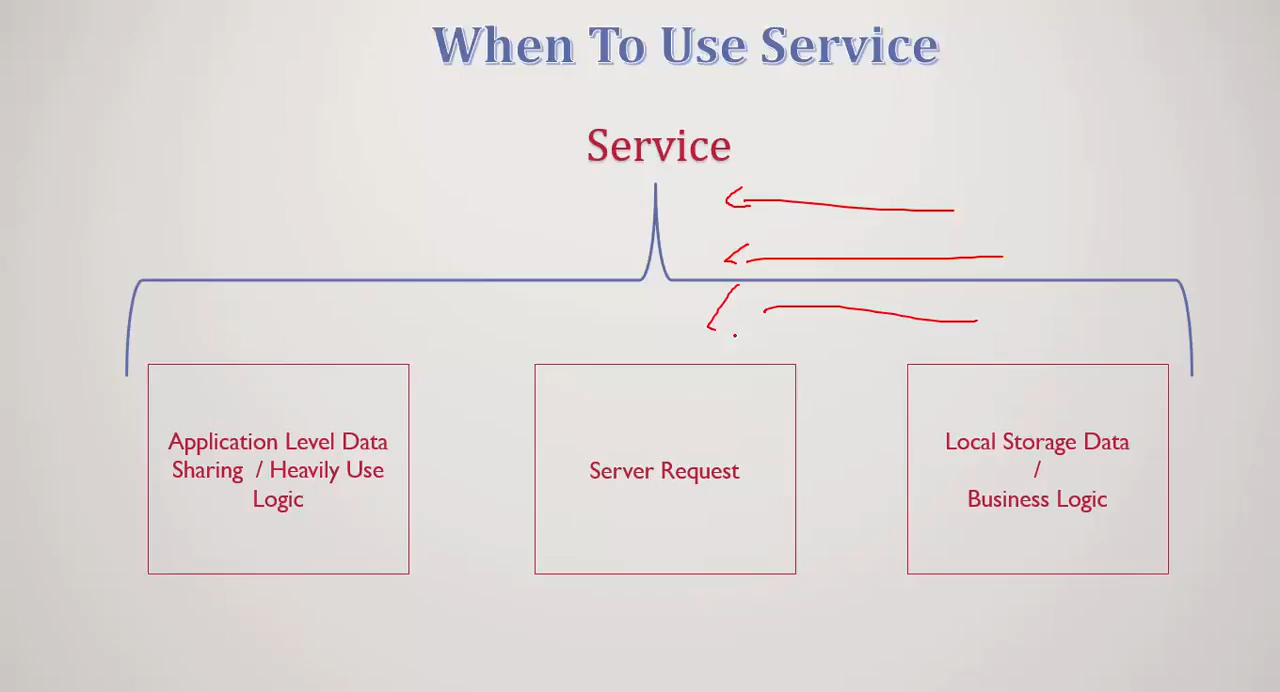 When To Use Service
Service
Application Level Data
Sharing / Heavily Use
Logic
Server Request
Local Storage Data
/
Business Logic